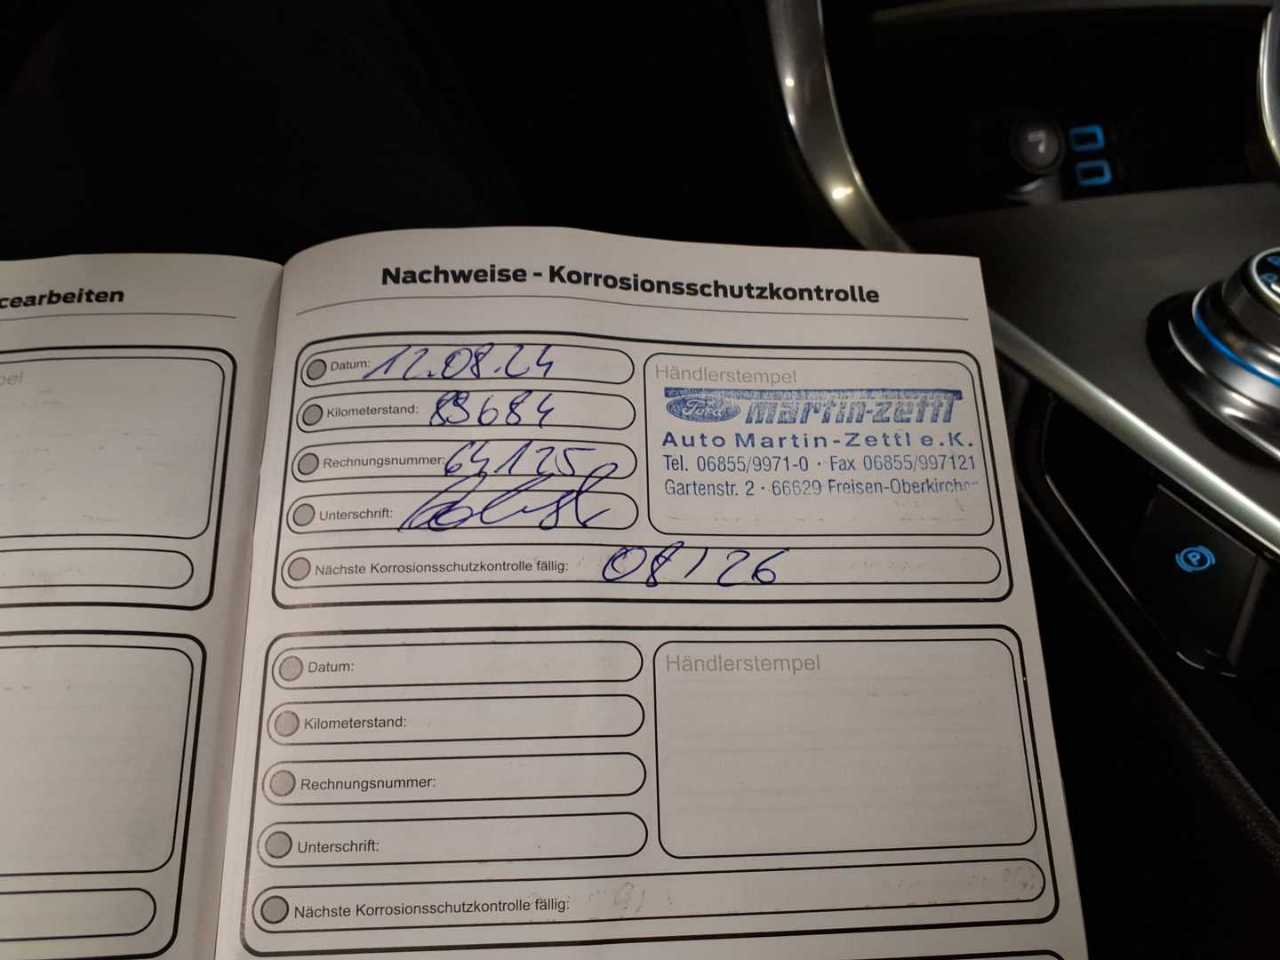 cearbeiten
pel
Nachweise - Korrosionsschutzkontrolle
Datum: 12.08.24
Kilometerstand: 89684
Rechnungsnummer: 64125
Unterschrift:
Händlerstempel
Ford Martin-Zettl
Auto Martin-Zettl e.K.
Tel. 06855/9971-0 · Fax 06855/997121
Gartenstr. 2 · 66629 Freisen-Oberkirchen
Nächste Korrosionsschutzkontrolle fällig: 08/26
Datum:
Kilometerstand:
Rechnungsnummer:
Unterschrift:
Händlerstempel
Nächste Korrosionsschutzkontrolle fällig:
P